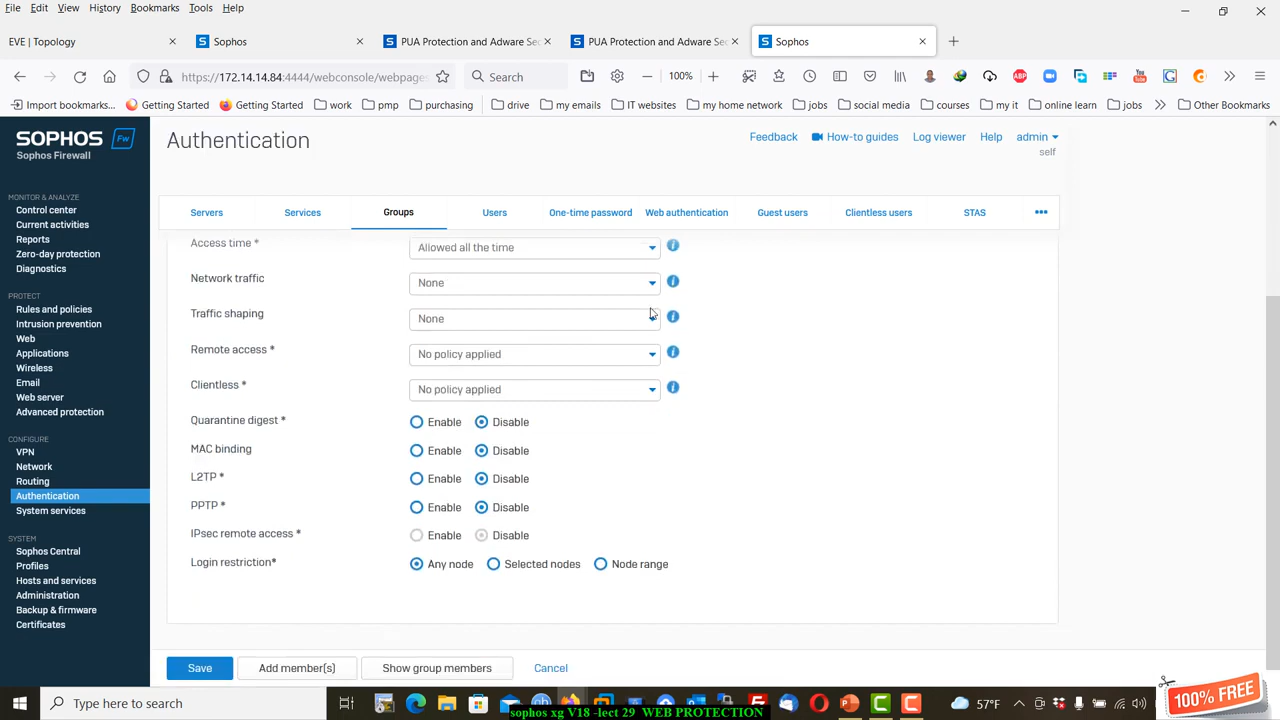 File Edit View History Bookmarks Tools Help
EVE | Topology
Sophos
PUA Protection and Adware Sec
PUA Protection and Adware Sec
Sophos
https://172.14.14.84:4444/webconsole/webpages
Search
100%
Import bookmarks...
Getting Started
Getting Started
work
pmp
purchasing
drive
my emails
IT websites
my home network
jobs
social media
courses
my it
online learn
jobs
Other Bookmarks
SOPHOS Fw
Sophos Firewall
Authentication
Feedback
How-to guides
Log viewer
Help
admin
self
MONITOR & ANALYZE
Control center
Current activities
Reports
Zero-day protection
Diagnostics
PROTECT
Rules and policies
Intrusion prevention
Web
Applications
Wireless
Email
Web server
Advanced protection
CONFIGURE
VPN
Network
Routing
Authentication
System services
SYSTEM
Sophos Central
Profiles
Hosts and services
Administration
Backup & firmware
Certificates
Servers
Services
Groups
Users
One-time password
Web authentication
Guest users
Clientless users
STAS
Access time * Allowed all the time
Network traffic None
Traffic shaping None
Remote access * No policy applied
Clientless * No policy applied
Quarantine digest * Enable Disable
MAC binding Enable Disable
L2TP * Enable Disable
PPTP * Enable Disable
IPsec remote access * Enable Disable
Login restriction* Any node Selected nodes Node range
Save
Add member(s)
Show group members
Cancel
Type here to search
57°F
sophos xg V18 -lect 29 WEB PROTECTION
100% FREE